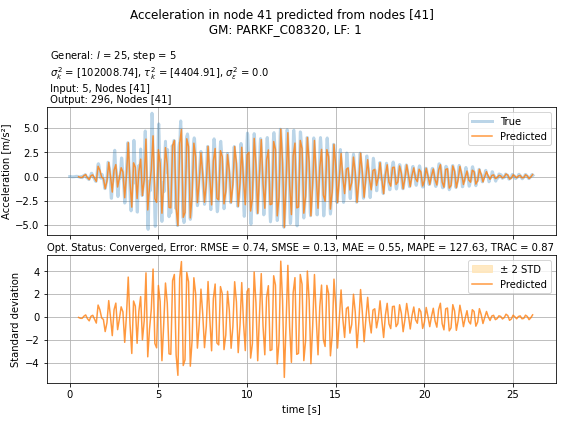 Acceleration in node 41 predicted from nodes [41]
GM: PARKF_C08320, LF: 1
General: l = 25, step = 5
σ²ₖ = [102008.74], τ²ₖ = [4404.91], σ²ε = 0.0
Input: 5, Nodes [41]
Output: 296, Nodes [41]
True
Predicted
5.0
2.5
0.0
−2.5
−5.0
Acceleration [m/s²]
Opt. Status: Converged, Error: RMSE = 0.74, SMSE = 0.13, MAE = 0.55, MAPE = 127.63, TRAC = 0.87
± 2 STD
Predicted
4
2
0
−2
−4
Standard deviation
0 5 10 15 20 25
time [s]